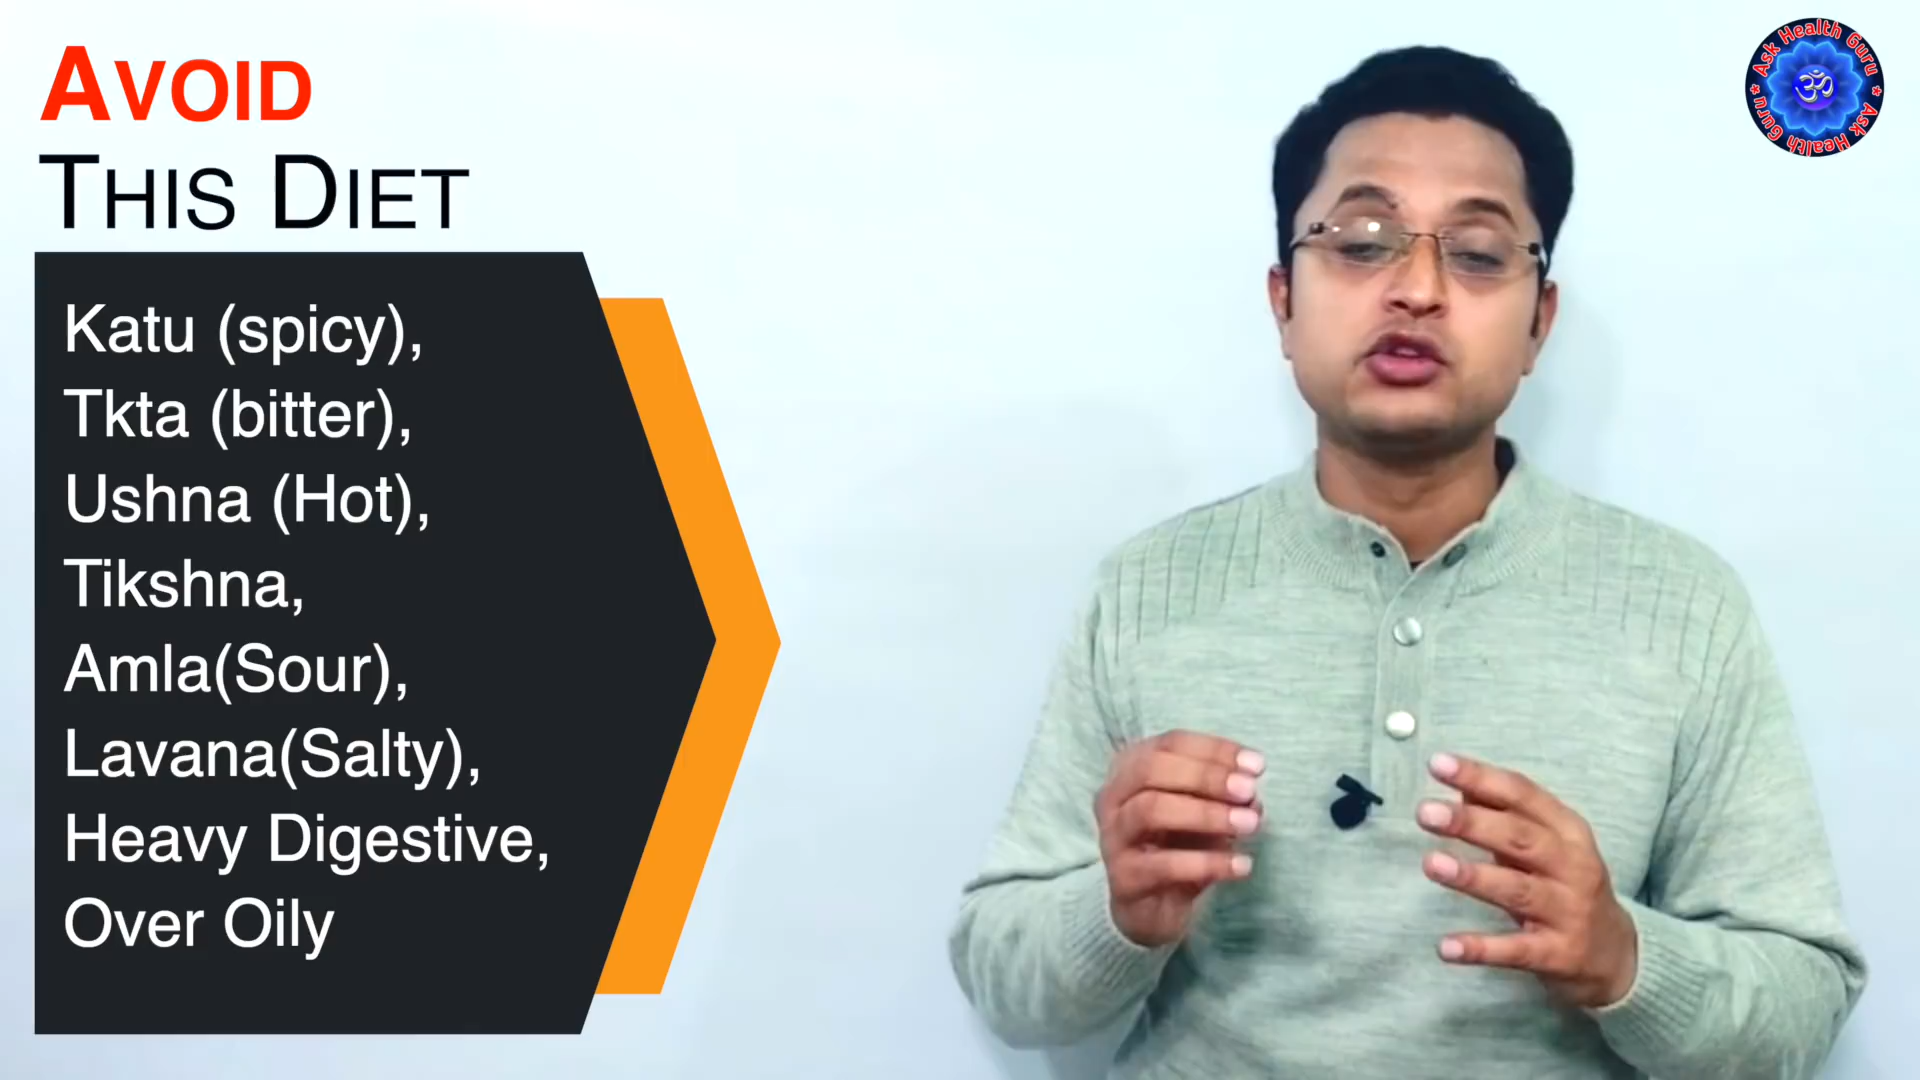 AVOID
THIS DIET
Katu (spicy),
Tkta (bitter),
Ushna (Hot),
Tikshna,
Amla(Sour),
Lavana(Salty),
Heavy Digestive,
Over Oily
Ask Health Guru * Ask Health Guru *
ॐ